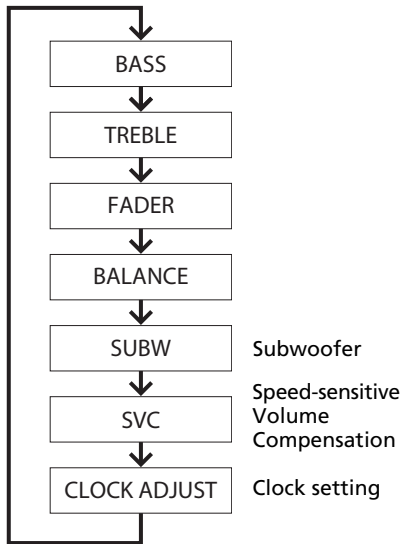 BASS
TREBLE
FADER
BALANCE
SUBW
Subwoofer
SVC
Speed-sensitive
Volume
Compensation
CLOCK ADJUST
Clock setting